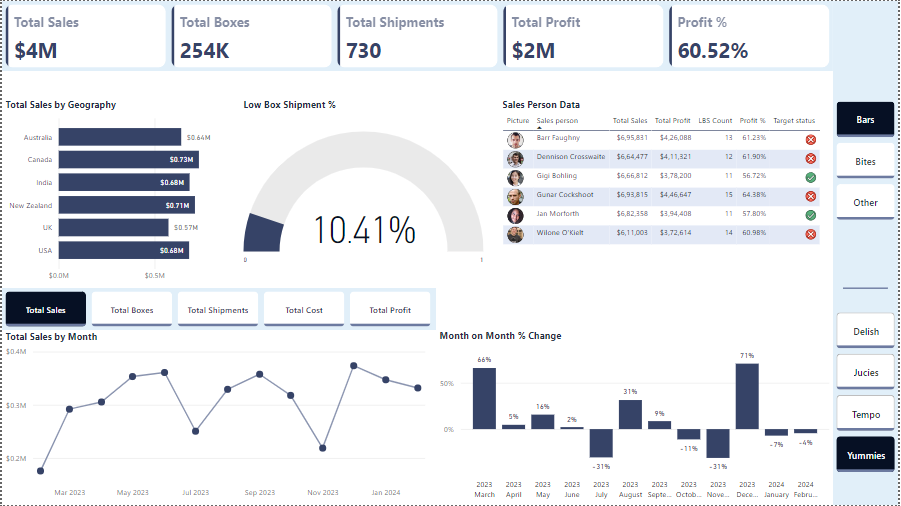 Total Sales
$4M
Total Boxes
254K
Total Shipments
730
Total Profit
$2M
Profit %
60.52%
Total Sales by Geography
Australia $0.64M
Canada $0.73M
India $0.68M
New Zealand $0.71M
UK $0.57M
USA $0.68M
$0.0M $0.5M
Low Box Shipment %
10.41%
0 1
Sales Person Data
Picture Sales person Total Sales Total Profit LBS Count Profit % Target status
Barr Faughny $6,95,831 $4,26,088 13 61.23%
Dennison Crosswaite $6,64,477 $4,11,321 12 61.90%
Gigi Bohling $6,66,812 $3,78,200 11 56.72%
Gunar Cockshoot $6,93,815 $4,46,647 15 64.38%
Jan Morforth $6,82,358 $3,94,408 11 57.80%
Wilone O'Kielt $6,11,003 $3,72,614 14 60.98%
Bars
Bites
Other
Total Sales
Total Boxes
Total Shipments
Total Cost
Total Profit
Total Sales by Month
$0.4M
$0.3M
$0.2M
Mar 2023 May 2023 Jul 2023 Sep 2023 Nov 2023 Jan 2024
Month on Month % Change
50%
0%
66% 5% 16% 2% -31% 31% 9% -11% -31% 71% -7% -4%
2023 2023 2023 2023 2023 2023 2023 2023 2023 2023 2024 2024
March April May June July August Septe... Octob... Nove... Dece... January Febru...
Delish
Jucies
Tempo
Yummies